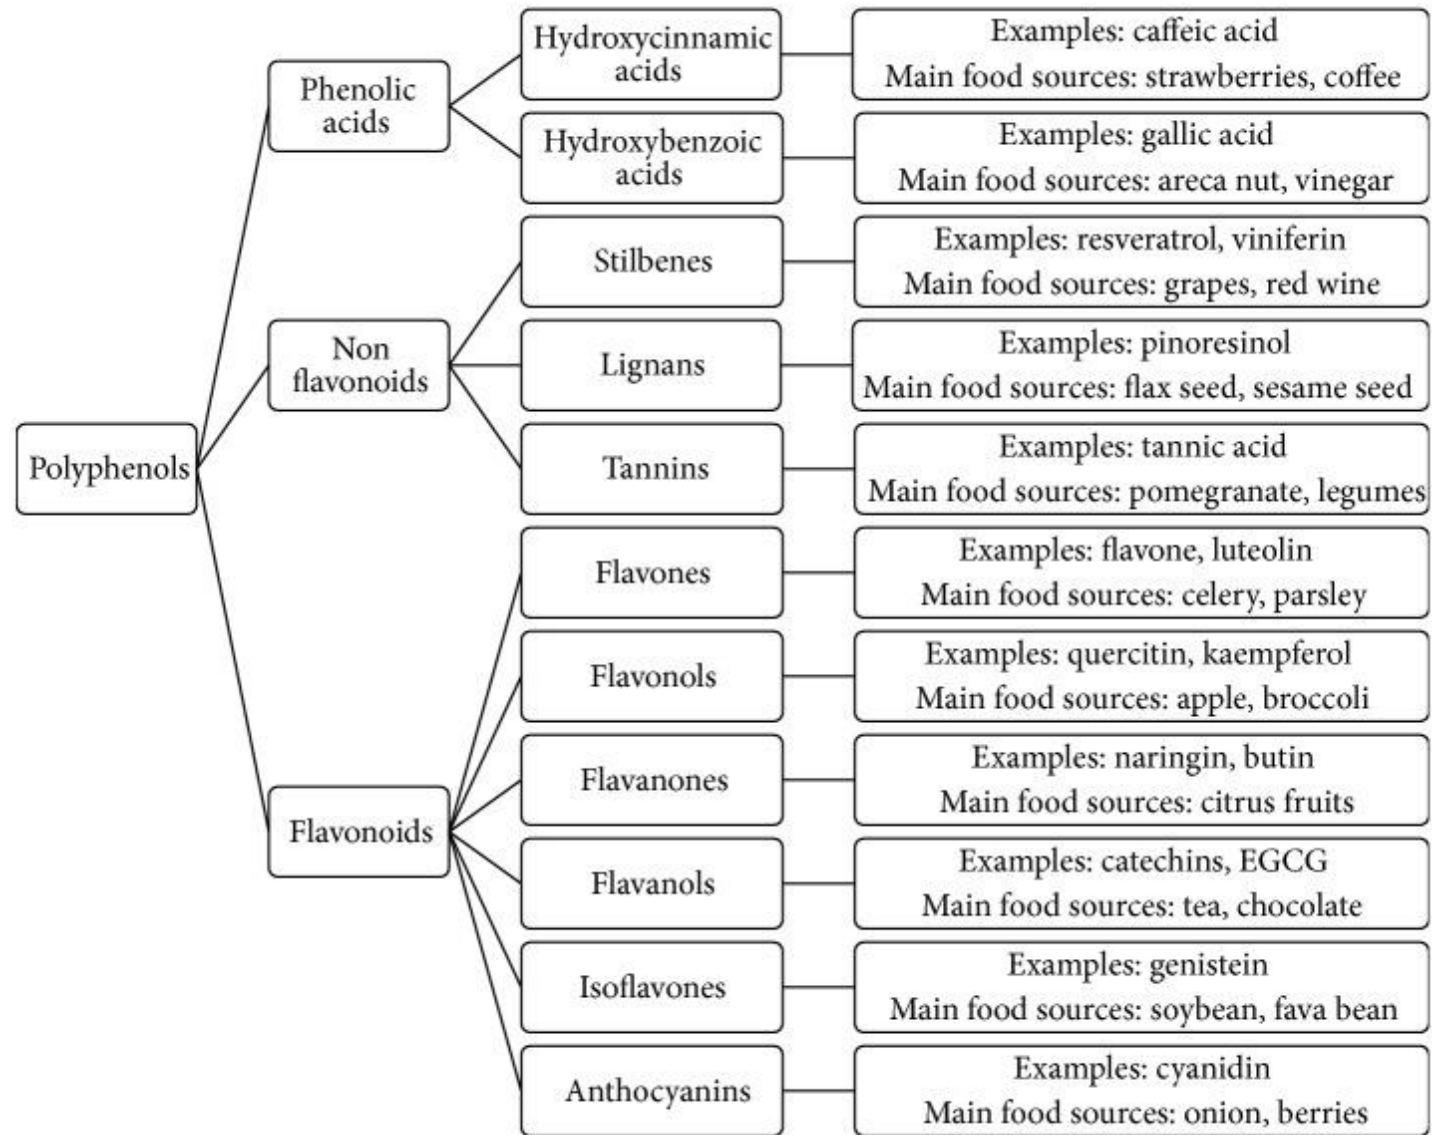 Polyphenols
Phenolic
acids
Hydroxycinnamic
acids
Examples: caffeic acid
Main food sources: strawberries, coffee
Hydroxybenzoic
acids
Examples: gallic acid
Main food sources: areca nut, vinegar
Non
flavonoids
Stilbenes
Examples: resveratrol, viniferin
Main food sources: grapes, red wine
Lignans
Examples: pinoresinol
Main food sources: flax seed, sesame seed
Tannins
Examples: tannic acid
Main food sources: pomegranate, legumes
Flavonoids
Flavones
Examples: flavone, luteolin
Main food sources: celery, parsley
Flavonols
Examples: quercitin, kaempferol
Main food sources: apple, broccoli
Flavanones
Examples: naringin, butin
Main food sources: citrus fruits
Flavanols
Examples: catechins, EGCG
Main food sources: tea, chocolate
Isoflavones
Examples: genistein
Main food sources: soybean, fava bean
Anthocyanins
Examples: cyanidin
Main food sources: onion, berries